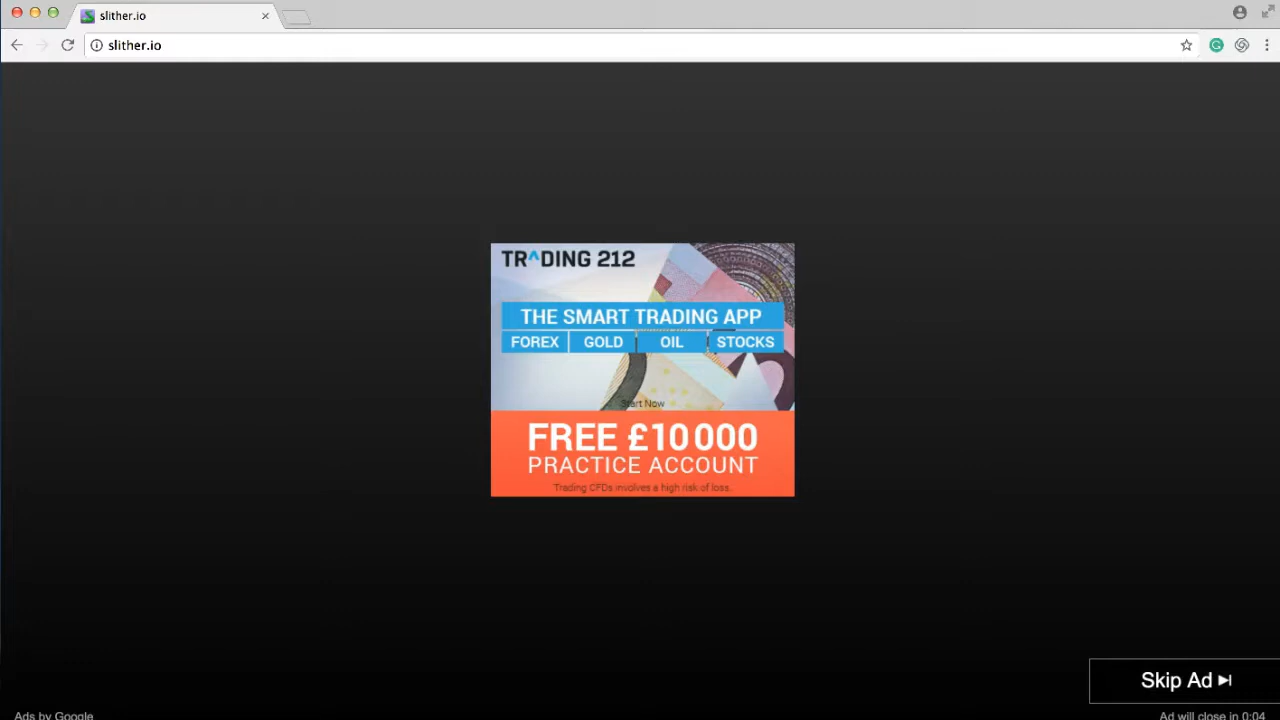 slither.io
slither.io
TR^DING 212
THE SMART TRADING APP
FOREX GOLD OIL STOCKS
Start Now
FREE £10 000
PRACTICE ACCOUNT
Trading CFDs involves a high risk of loss.
Skip Ad
Ads by Google
Ad will close in 0:04